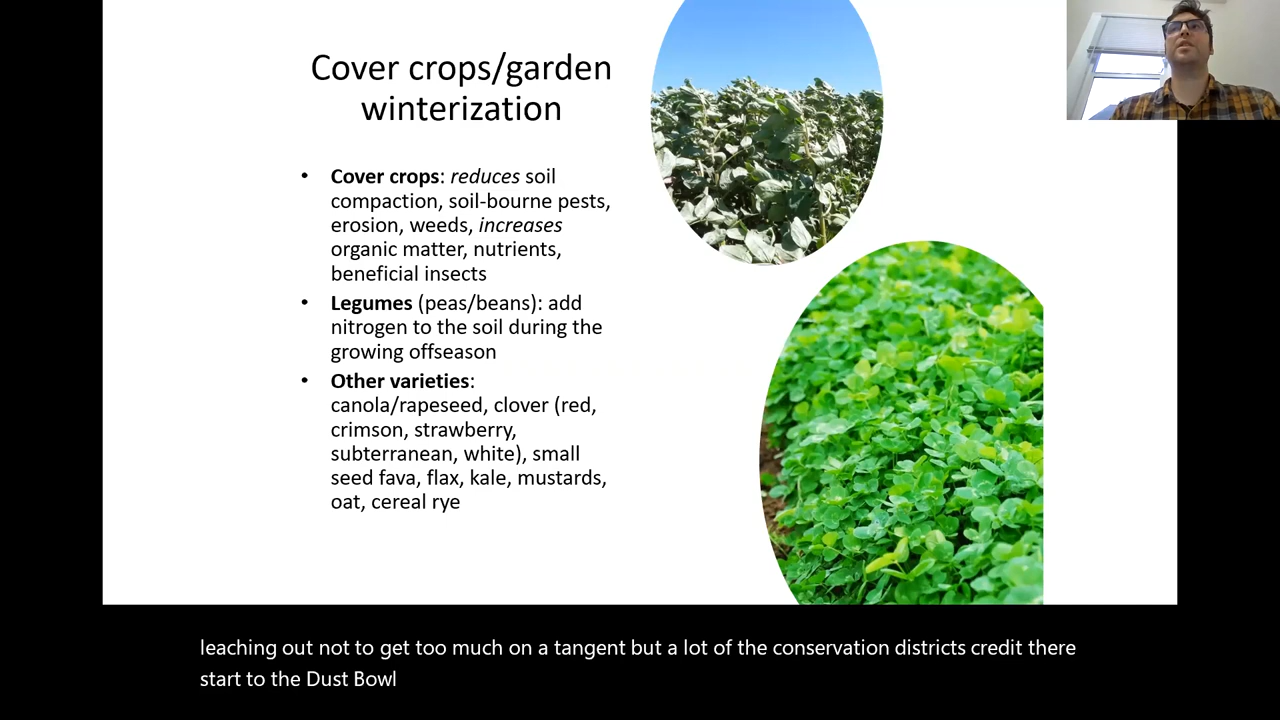 Cover crops/garden
winterization
• Cover crops: reduces soil
compaction, soil-bourne pests,
erosion, weeds, increases
organic matter, nutrients,
beneficial insects
• Legumes (peas/beans): add
nitrogen to the soil during the
growing offseason
• Other varieties:
canola/rapeseed, clover (red,
crimson, strawberry,
subterranean, white), small
seed fava, flax, kale, mustards,
oat, cereal rye
leaching out not to get too much on a tangent but a lot of the conservation districts credit there
start to the Dust Bowl